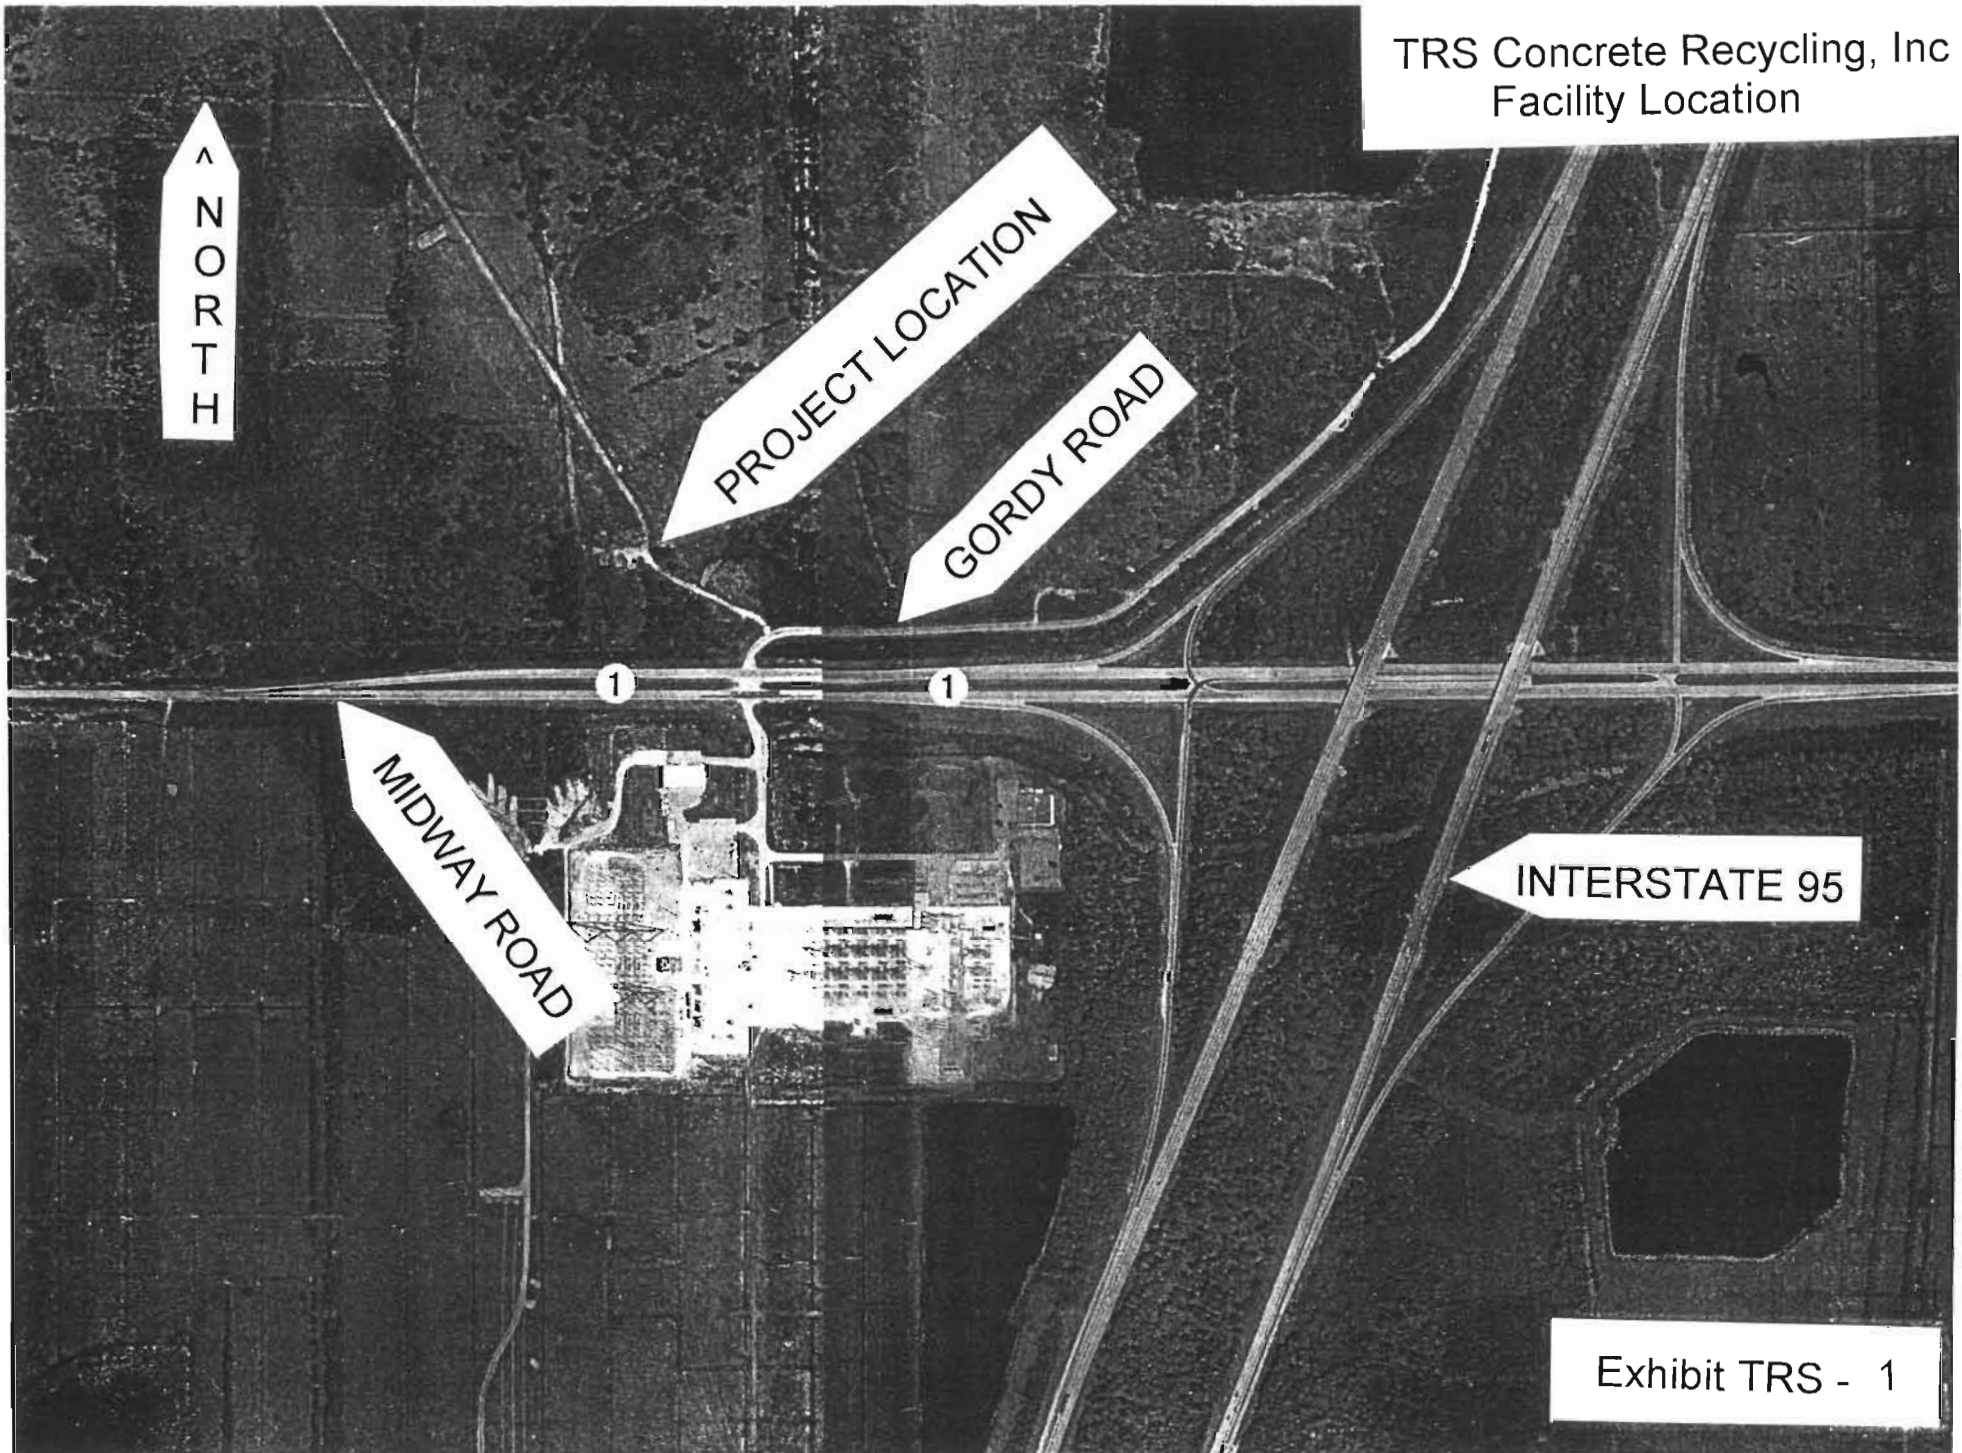 TRS Concrete Recycling, Inc
Facility Location
^ NORTH
PROJECT LOCATION
GORDY ROAD
1
1
MIDWAY ROAD
INTERSTATE 95
Exhibit TRS - 1